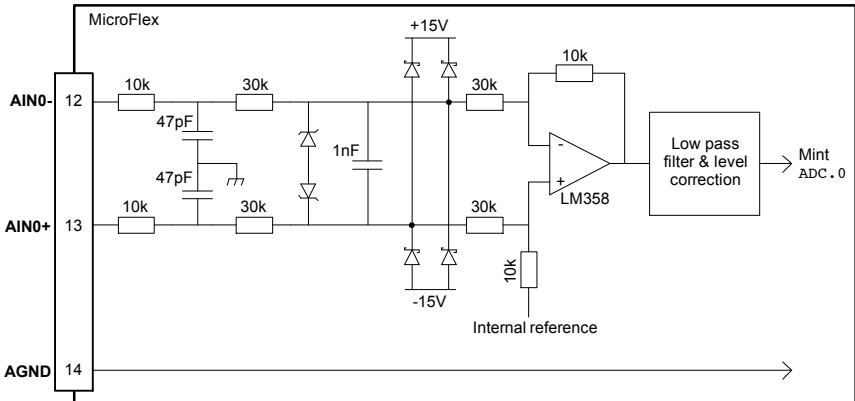 MicroFlex
+15V
10k
10k
30k
30k
AIN0-
12
47pF
-
Low pass
filter & level
correction
Mint
ADC.0
1nF
47pF
+
LM358
10k
30k
30k
AIN0+
13
10k
-15V
Internal reference
AGND
14